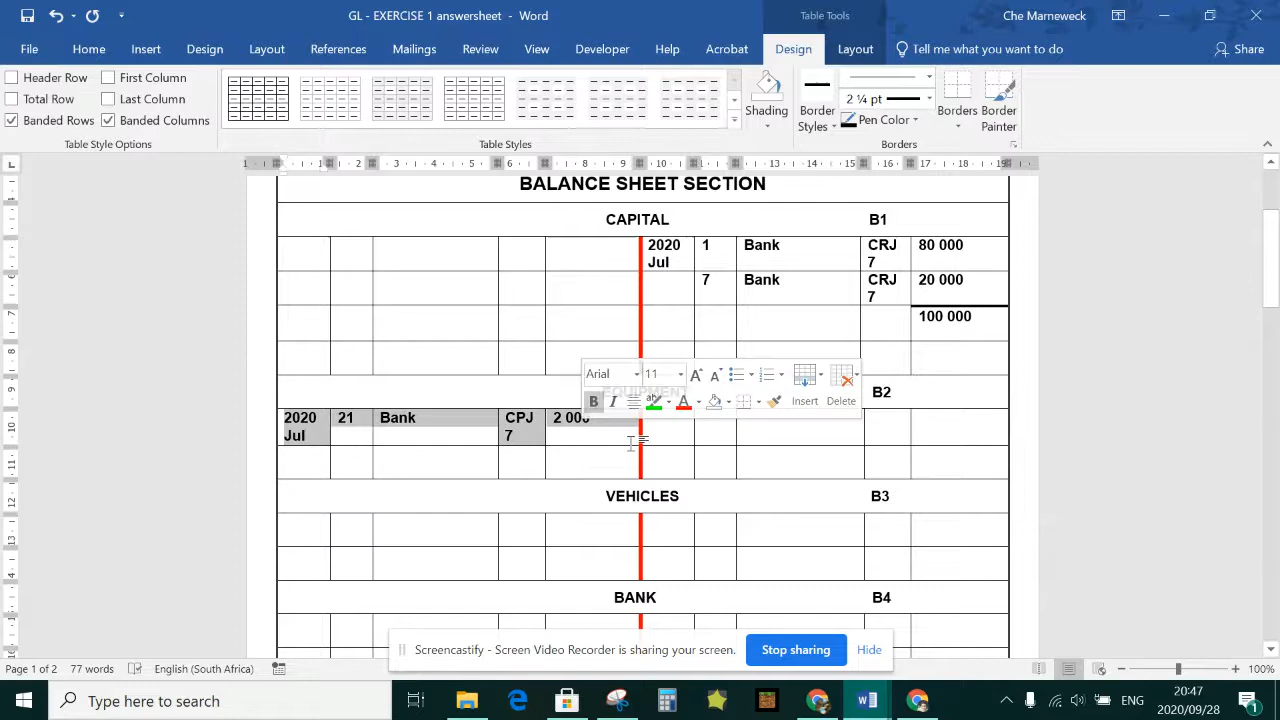 GL - EXERCISE 1 answersheet - Word
Table Tools
Che Marneweck
File Home Insert Design Layout References Mailings Review View Developer Help Acrobat Design Layout Tell me what you want to do Share
Header Row First Column
Total Row Last Column
Banded Rows Banded Columns
Table Style Options
Table Styles
Shading
Border Styles
2 ¼ pt
Pen Color
Borders
Border Painter
Borders
BALANCE SHEET SECTION
CAPITAL B1
2020 Jul 1 Bank CRJ 7 80 000
7 Bank CRJ 7 20 000
100 000
Arial 11
Insert Delete
EQUIPMENT B2
2020 Jul 21 Bank CPJ 7 2 000
VEHICLES B3
BANK B4
Screencastify - Screen Video Recorder is sharing your screen. Stop sharing Hide
Page 1 of 2 77 words English (South Africa) 100%
Type here to search
ENG
20:47
2020/09/28
1